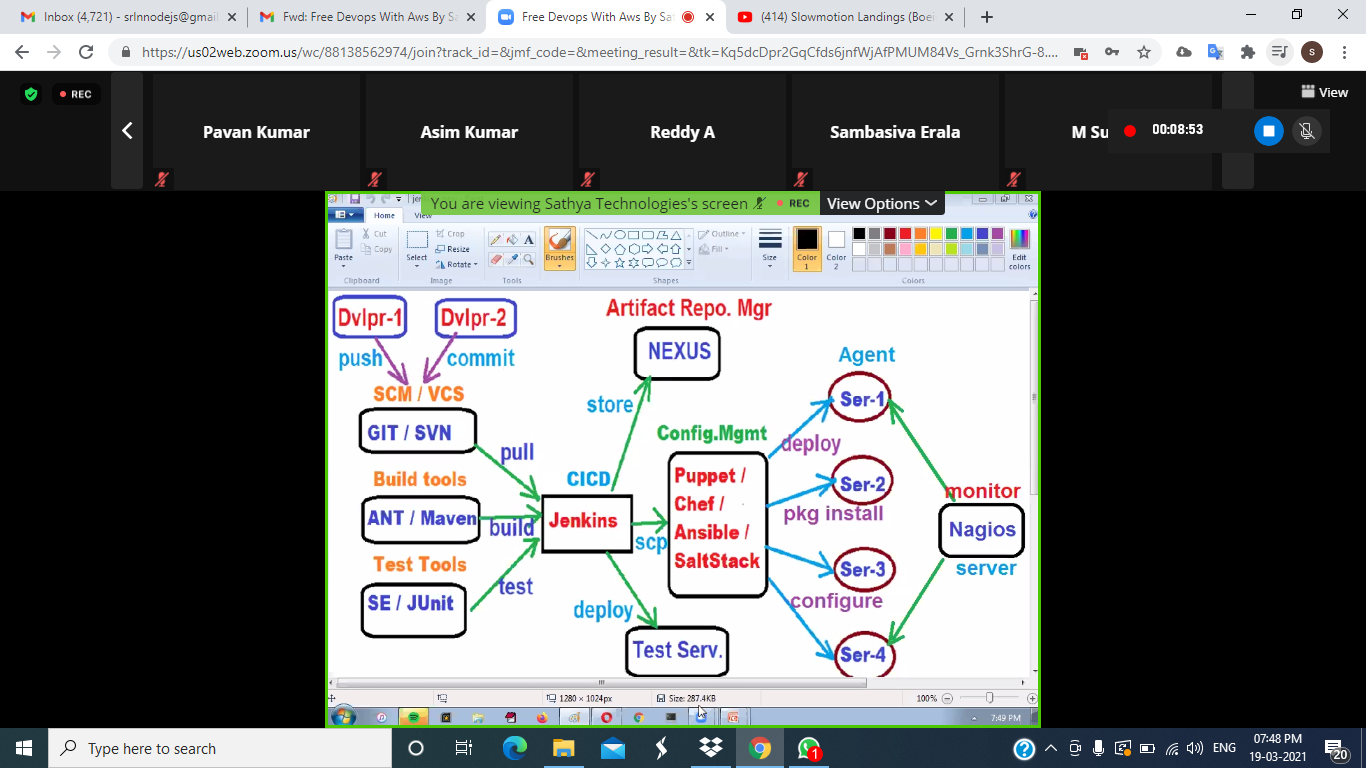 Inbox (4,721) - srlnnodejs@gmail
Fwd: Free Devops With Aws By Sa
Free Devops With Aws By Sat
(414) Slowmotion Landings (Boei
https://us02web.zoom.us/wc/88138562974/join?track_id=&jmf_code=&meeting_result=&tk=Kq5dcDpr2GqCfds6jnfWjAfPMUM84Vs_Grnk3ShrG-8....
S
REC
View
Pavan Kumar
Asim Kumar
Reddy A
Sambasiva Erala
M Su
00:08:53
You are viewing Sathya Technologies's screen
REC
View Options
Home
View
Paste
Cut
Copy
Clipboard
Select
Crop
Resize
Rotate
Image
A
Tools
Brushes
Outline
Fill
Shapes
Size
Color 1
Color 2
Edit colors
Colors
Dvlpr-1
Dvlpr-2
push
commit
SCM / VCS
GIT / SVN
pull
Build tools
ANT / Maven
build
Test Tools
SE / JUnit
test
CICD
Jenkins
Artifact Repo. Mgr
NEXUS
store
scp
deploy
Test Serv.
Config.Mgmt
Puppet /
Chef /
Ansible /
SaltStack
Agent
Ser-1
deploy
Ser-2
pkg install
Ser-3
configure
Ser-4
monitor
Nagios
server
1280 × 1024px
Size: 287.4KB
100%
7:49 PM
Type here to search
1
ENG
07:48 PM
19-03-2021
20